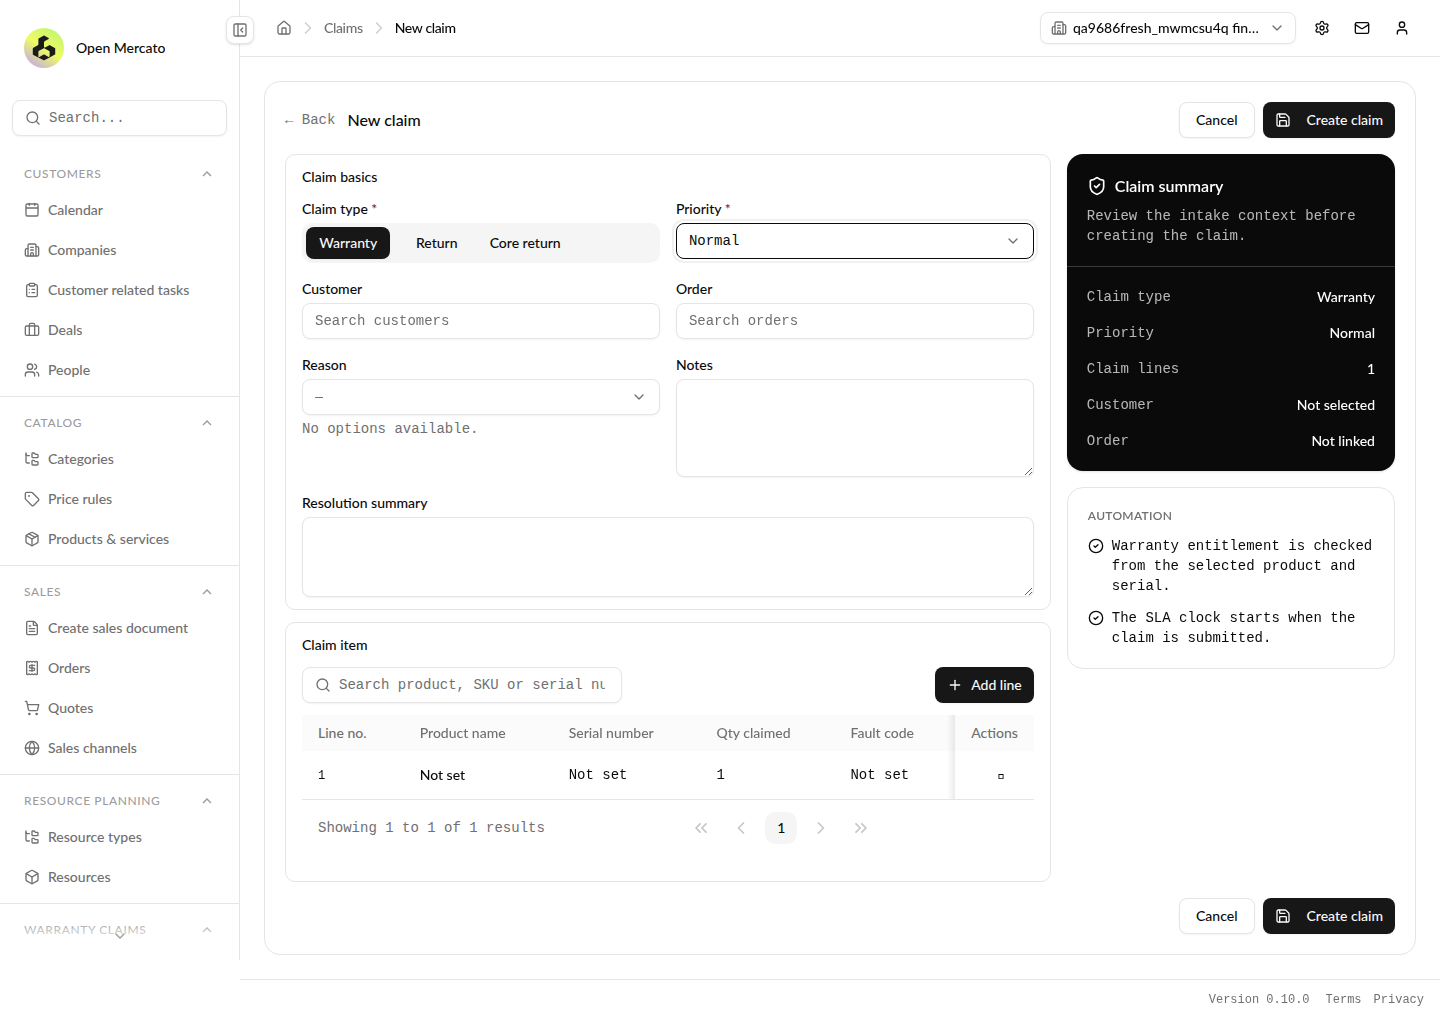 Open Mercato
Search...
CUSTOMERS
Calendar
Companies
Customer related tasks
Deals
People
CATALOG
Categories
Price rules
Products & services
SALES
Create sales document
Orders
Quotes
Sales channels
RESOURCE PLANNING
Resource types
Resources
WARRANTY CLAIMS
Claims
New claim
qa9686fresh_mwmcsu4q fin...
← Back New claim
Cancel
Create claim
Claim basics
Claim type *
Warranty Return Core return
Priority *
Normal
Customer
Search customers
Order
Search orders
Reason
—
No options available.
Notes
Resolution summary
Claim item
Search product, SKU or serial nu
Add line
Line no. Product name Serial number Qty claimed Fault code Actions
1 Not set Not set 1 Not set
Showing 1 to 1 of 1 results
1
Claim summary
Review the intake context before
creating the claim.
Claim type Warranty
Priority Normal
Claim lines 1
Customer Not selected
Order Not linked
AUTOMATION
Warranty entitlement is checked
from the selected product and
serial.
The SLA clock starts when the
claim is submitted.
Cancel
Create claim
Version 0.10.0 Terms Privacy